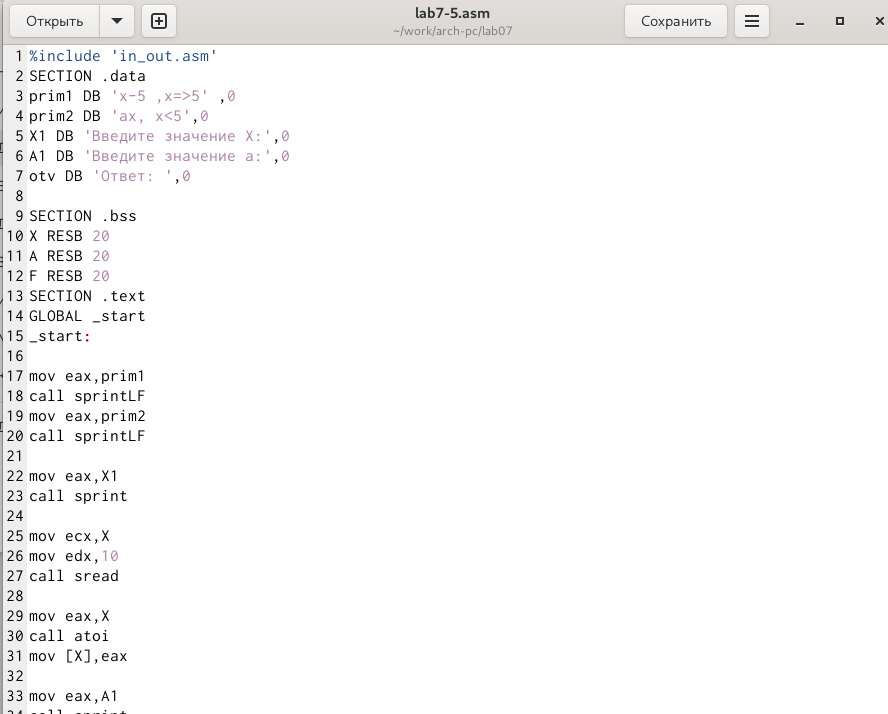 Открыть
lab7-5.asm
~/work/arch-pc/lab07
Сохранить
1 %include 'in_out.asm'
2 SECTION .data
3 prim1 DB 'x-5 ,x=>5' ,0
4 prim2 DB 'ax, x<5',0
5 X1 DB 'Введите значение X:',0
6 A1 DB 'Введите значение a:',0
7 otv DB 'Ответ: ',0
8
9 SECTION .bss
10 X RESB 20
11 A RESB 20
12 F RESB 20
13 SECTION .text
14 GLOBAL _start
15 _start:
16
17 mov eax,prim1
18 call sprintLF
19 mov eax,prim2
20 call sprintLF
21
22 mov eax,X1
23 call sprint
24
25 mov ecx,X
26 mov edx,10
27 call sread
28
29 mov eax,X
30 call atoi
31 mov [X],eax
32
33 mov eax,A1
34 call sprint